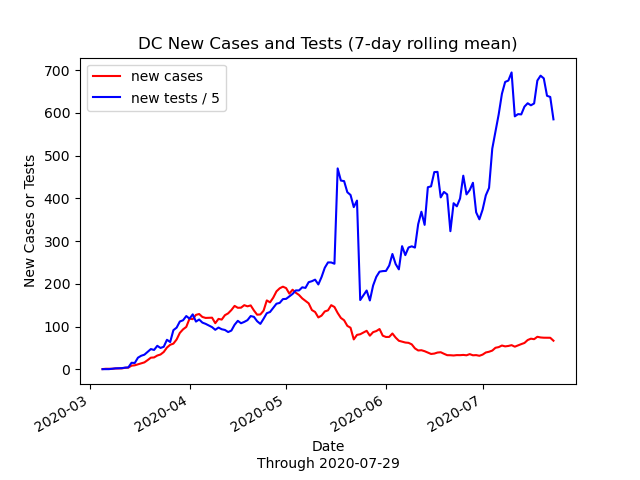 DC New Cases and Tests (7-day rolling mean)
new cases
new tests / 5
New Cases or Tests
700
600
500
400
300
200
100
0
2020-03
2020-04
2020-05
2020-06
2020-07
Date
Through 2020-07-29